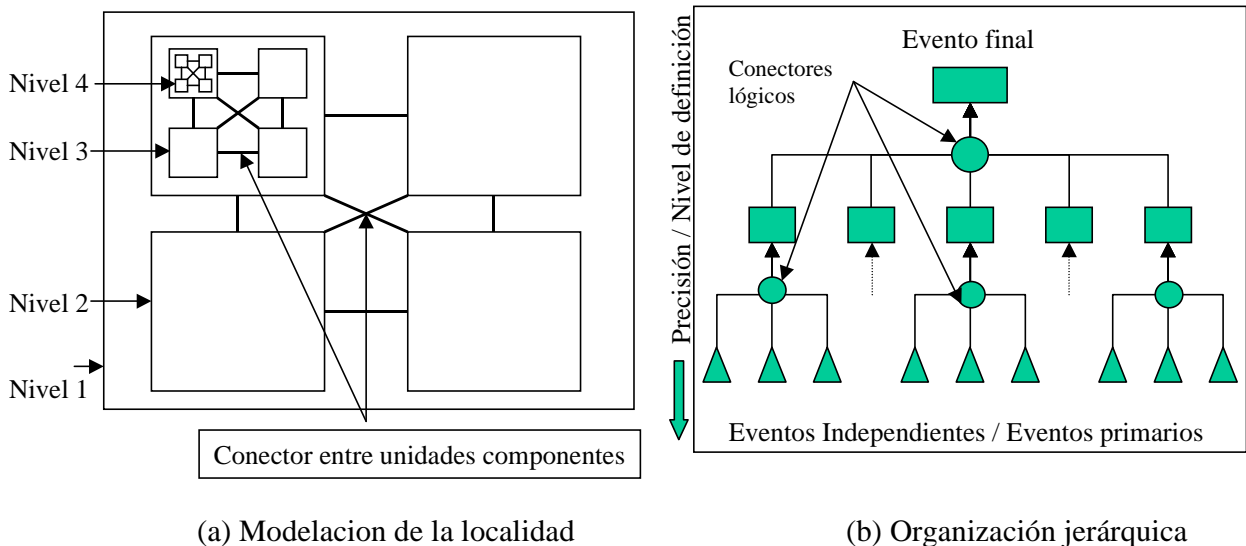 Nivel 4
Nivel 3
Nivel 2
Nivel 1
Conector entre unidades componentes
(a) Modelacion de la localidad
Evento final
Conectores
lógicos
Precisión / Nivel de definición
Eventos Independientes / Eventos primarios
(b) Organización jerárquica